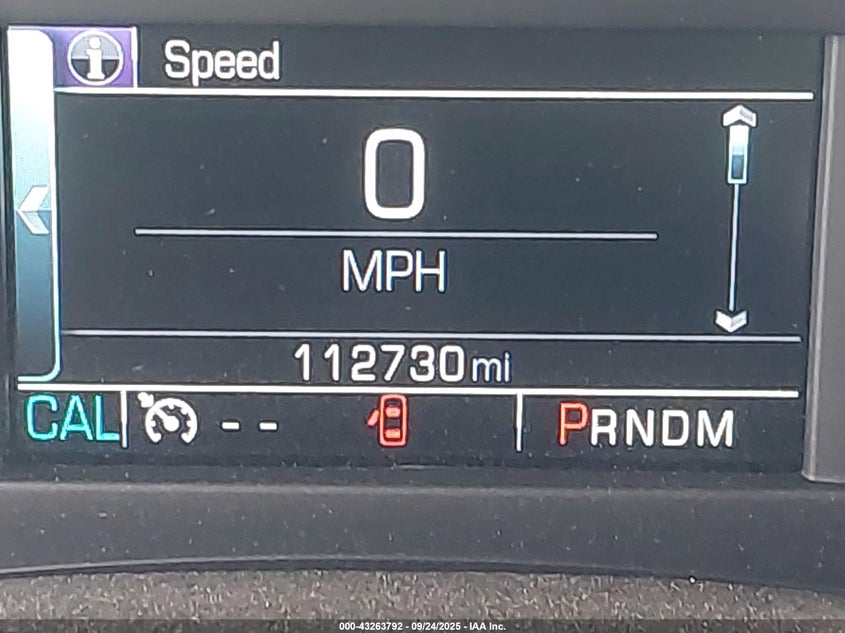 i Speed
0
MPH
112730mi
CAL -- PRNDM
000-43263792 - 09/24/2025 - IAA Inc.